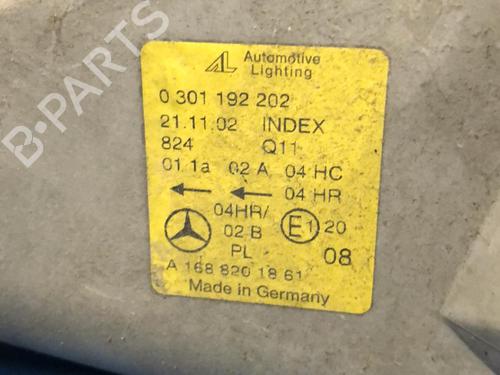 B-PARTS
AL Automotive
Lighting
0 301 192 202
21.11.02 INDEX
824 Q11
01 1a 02 A 04 HC
04 HR
04HR/ E1 20
02 B
PL 08
A 168 820 18 61
Made in Germany